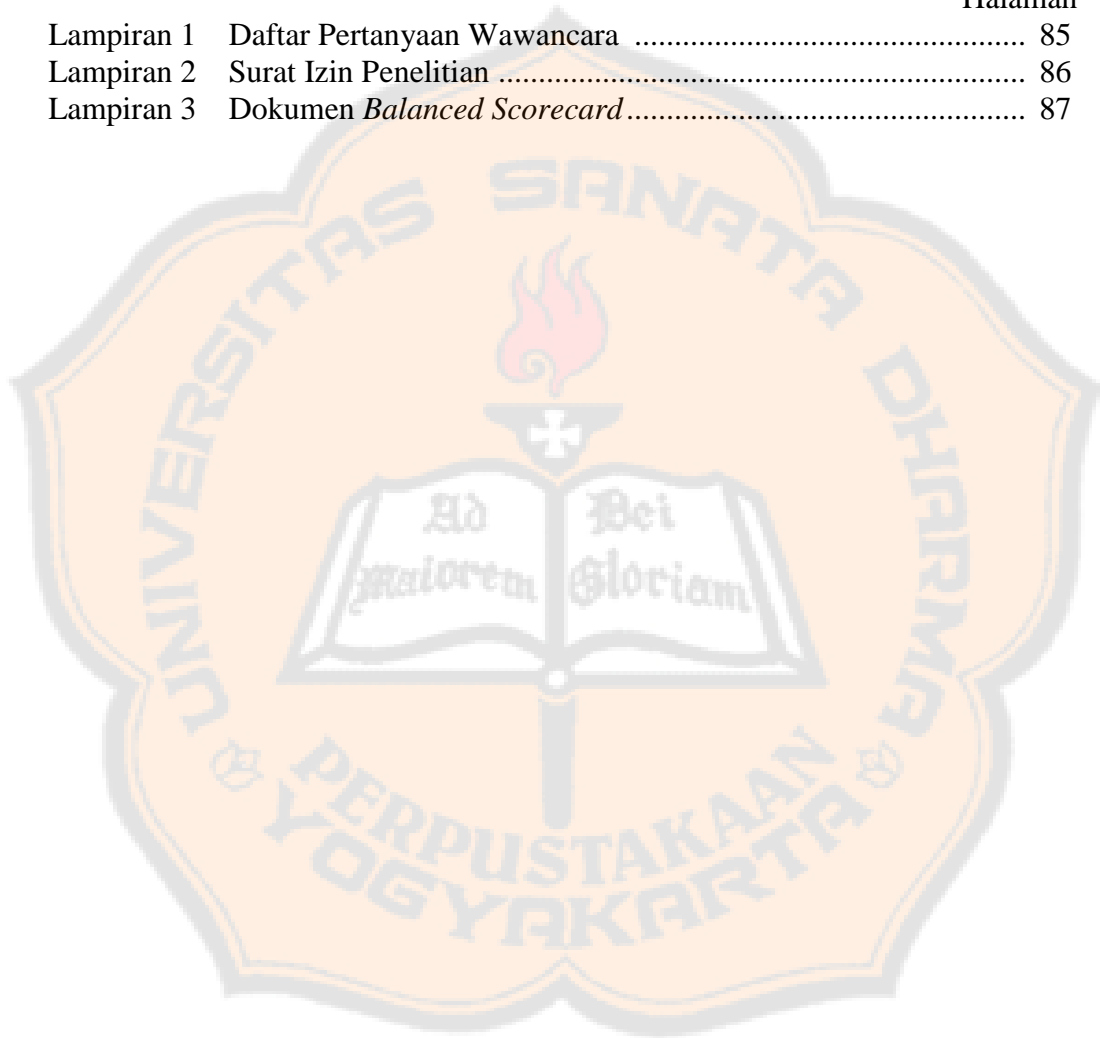 Halaman
Lampiran 1 Daftar Pertanyaan Wawancara ................................................. 85
Lampiran 2 Surat Izin Penelitian .................................................................. 86
Lampiran 3 Dokumen Balanced Scorecard .................................................. 87
UNIVERSITAS SANATA DHARMA
Ad Maiorem
Dei Gloriam
PERPUSTAKAAN
YOGYAKARTA